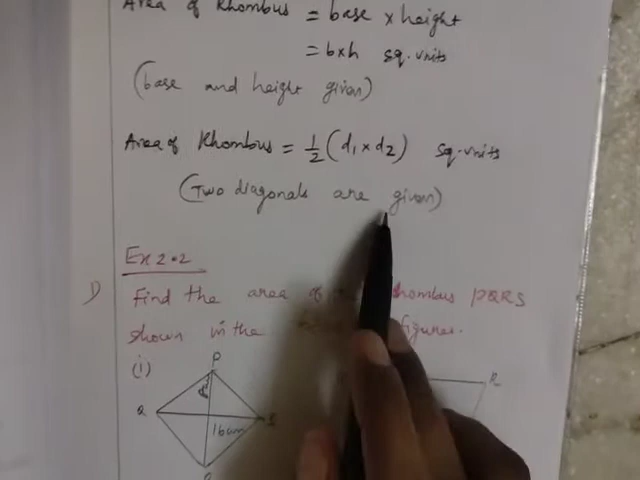 Area of Rhombus = base x height
= bxh sq.units
(base and height given)
Area of Rhombus = 1/2 (d1 x d2) sq.units
(Two diagonals are given)
Ex 2.2
1) Find the area of rhombus PQRS
shown in the figures.
(i) P
R
Q
16cm